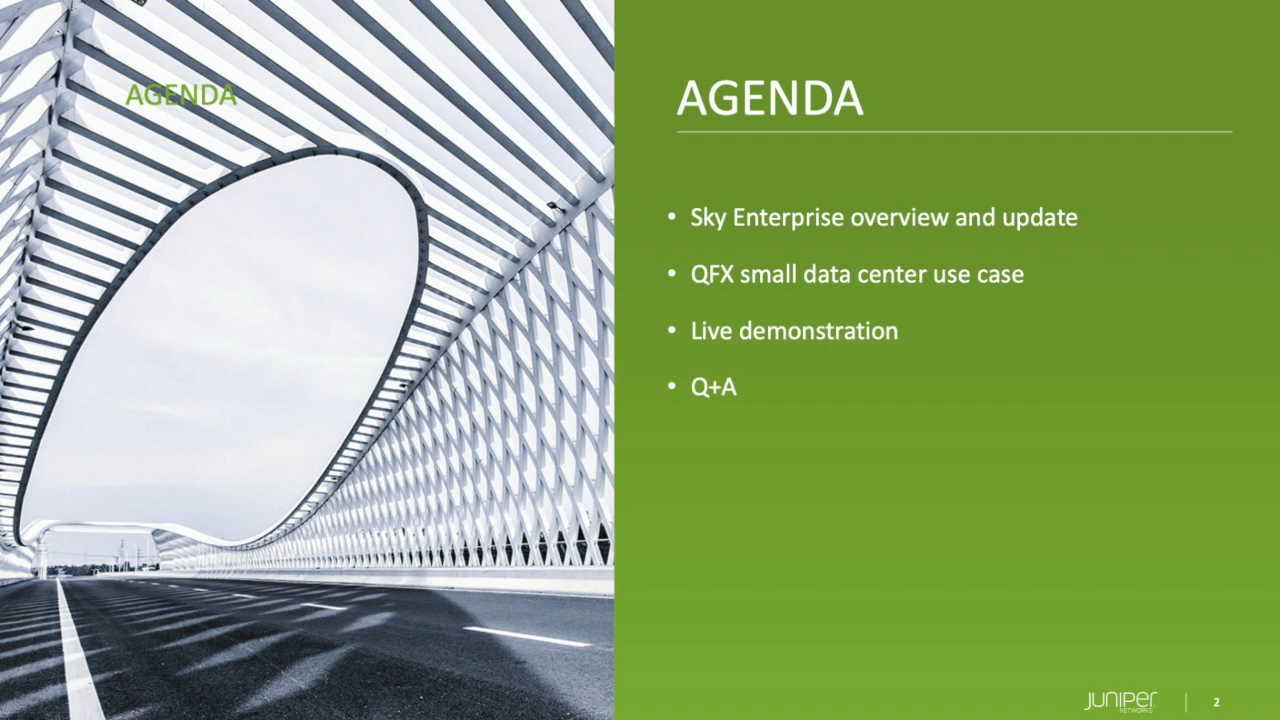 AGENDA
AGENDA
• Sky Enterprise overview and update
• QFX small data center use case
• Live demonstration
• Q+A
JUNIPER
NETWORKS
2